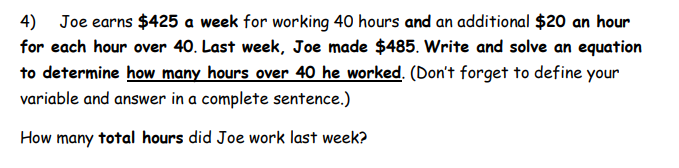 4) Joe earns $425 a week for working 40 hours and an additional $20 an hour
for each hour over 40. Last week, Joe made $485. Write and solve an equation
to determine how many hours over 40 he worked. (Don't forget to define your
variable and answer in a complete sentence.)
How many total hours did Joe work last week?